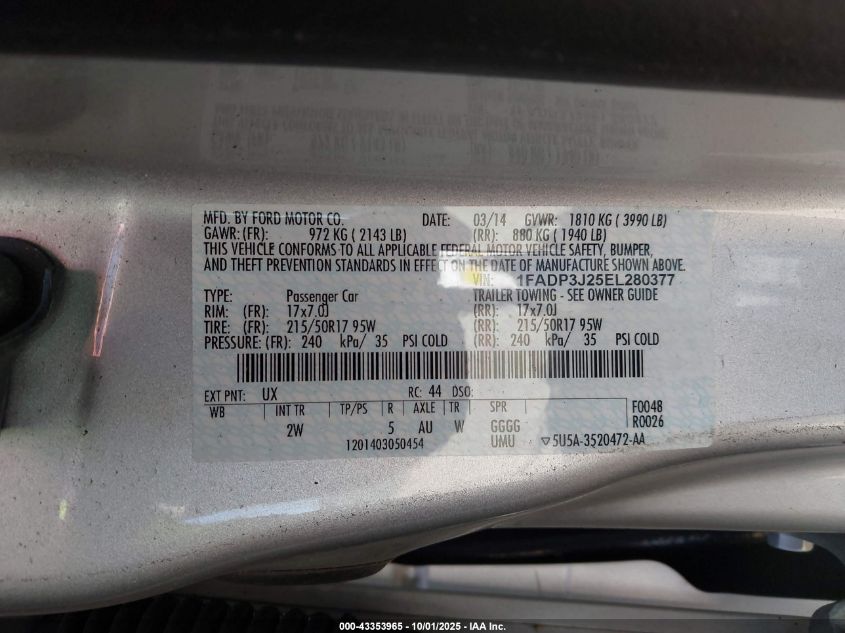 MFD. BY FORD MOTOR CO. DATE: 03/14 GVWR: 1810 KG ( 3990 LB)
GAWR: (FR): 972 KG ( 2143 LB) (RR): 880 KG ( 1940 LB)
THIS VEHICLE CONFORMS TO ALL APPLICABLE FEDERAL MOTOR VEHICLE SAFETY, BUMPER,
AND THEFT PREVENTION STANDARDS IN EFFECT ON THE DATE OF MANUFACTURE SHOWN ABOVE.
VIN: 1FADP3J25EL280377
TYPE: Passenger Car TRAILER TOWING - SEE OWNER GUIDE
RIM: (FR): 17x7.0J (RR): 17x7.0J
TIRE: (FR): 215/50R17 95W (RR): 215/50R17 95W
PRESSURE: (FR): 240 kPa/ 35 PSI COLD (RR): 240 kPa/ 35 PSI COLD
EXT PNT: UX RC: 44 DSO:
WB INT TR TP/PS R AXLE TR SPR F0048
2W 5 AU W GGGG R0026
1201403050454 UMU ▽5U5A-3520472-AA
000-43353965 - 10/01/2025 - IAA Inc.